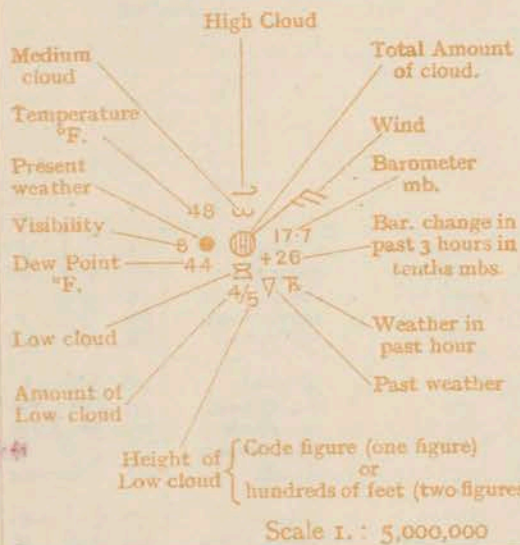 High Cloud
Medium
cloud
Total Amount
of cloud.
Temperature
°F.
Wind
Present
weather
Barometer
mb.
48
Visibility
8
17·7
Bar. change in
past 3 hours in
tenths mbs.
+26
Dew Point
°F.
44
4/5
Low cloud
Weather in
past hour
Past weather
Amount of
Low cloud
Height of
Low cloud
Code figure (one figure)
or
hundreds of feet (two figures
Scale 1. : 5,000,000